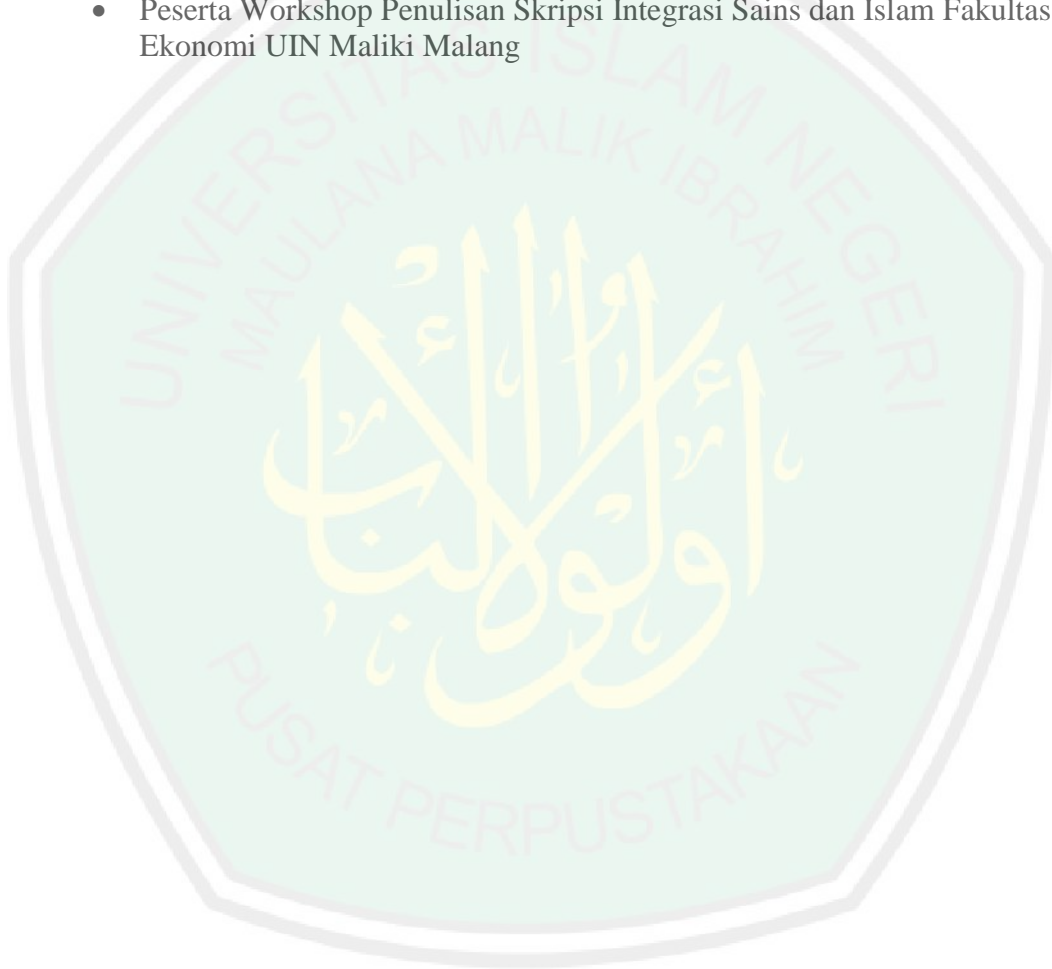 • Peserta Workshop Penulisan Skripsi Integrasi Sains dan Islam Fakultas
Ekonomi UIN Maliki Malang
UNIVERSITAS ISLAM NEGERI
MAULANA MALIK IBRAHIM
أولوا الألباب
PUSAT PERPUSTAKAAN